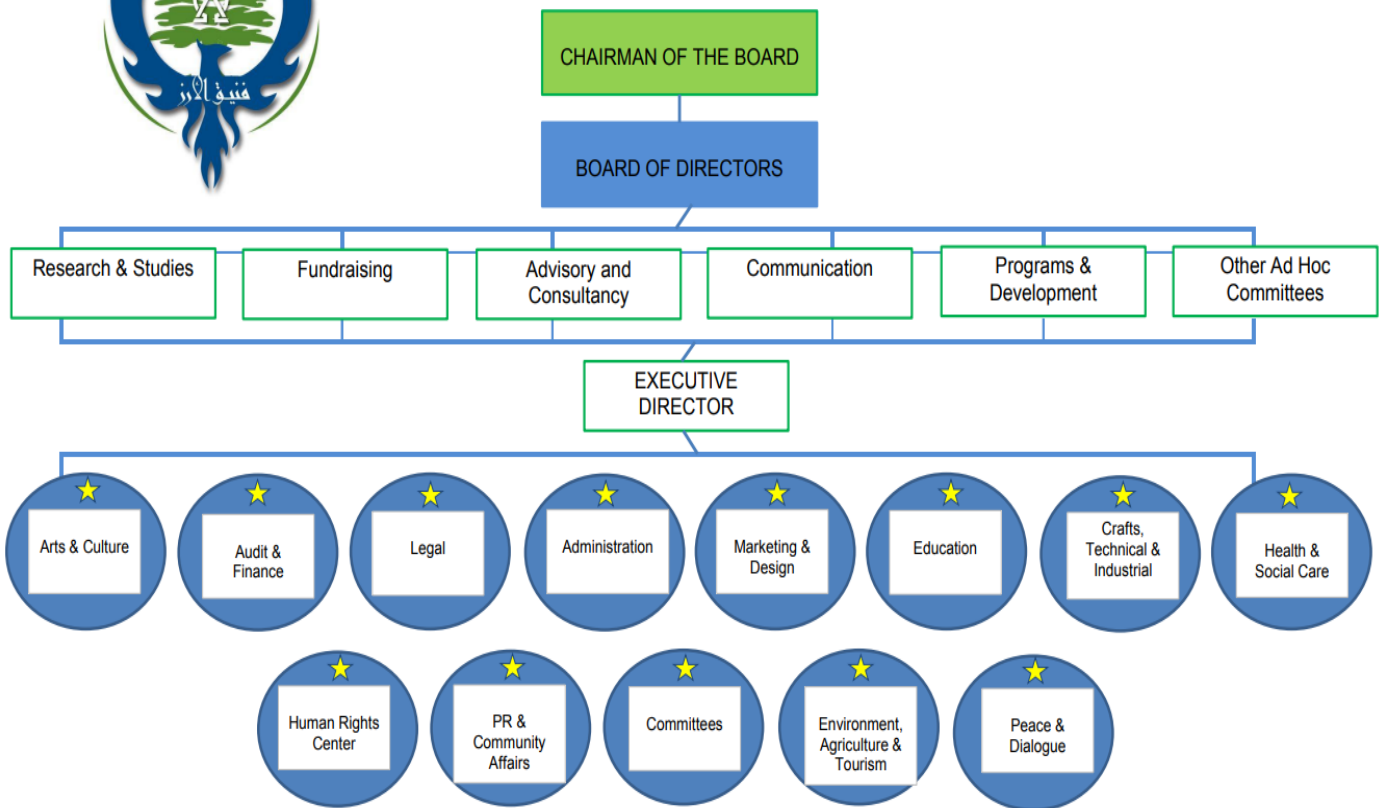 فنيق الارز
CHAIRMAN OF THE BOARD
BOARD OF DIRECTORS
Research & Studies
Fundraising
Advisory and
Consultancy
Communication
Programs &
Development
Other Ad Hoc
Committees
EXECUTIVE
DIRECTOR
Arts & Culture
Audit &
Finance
Legal
Administration
Marketing &
Design
Education
Crafts,
Technical &
Industrial
Health &
Social Care
Human Rights
Center
PR &
Community
Affairs
Committees
Environment,
Agriculture &
Tourism
Peace &
Dialogue